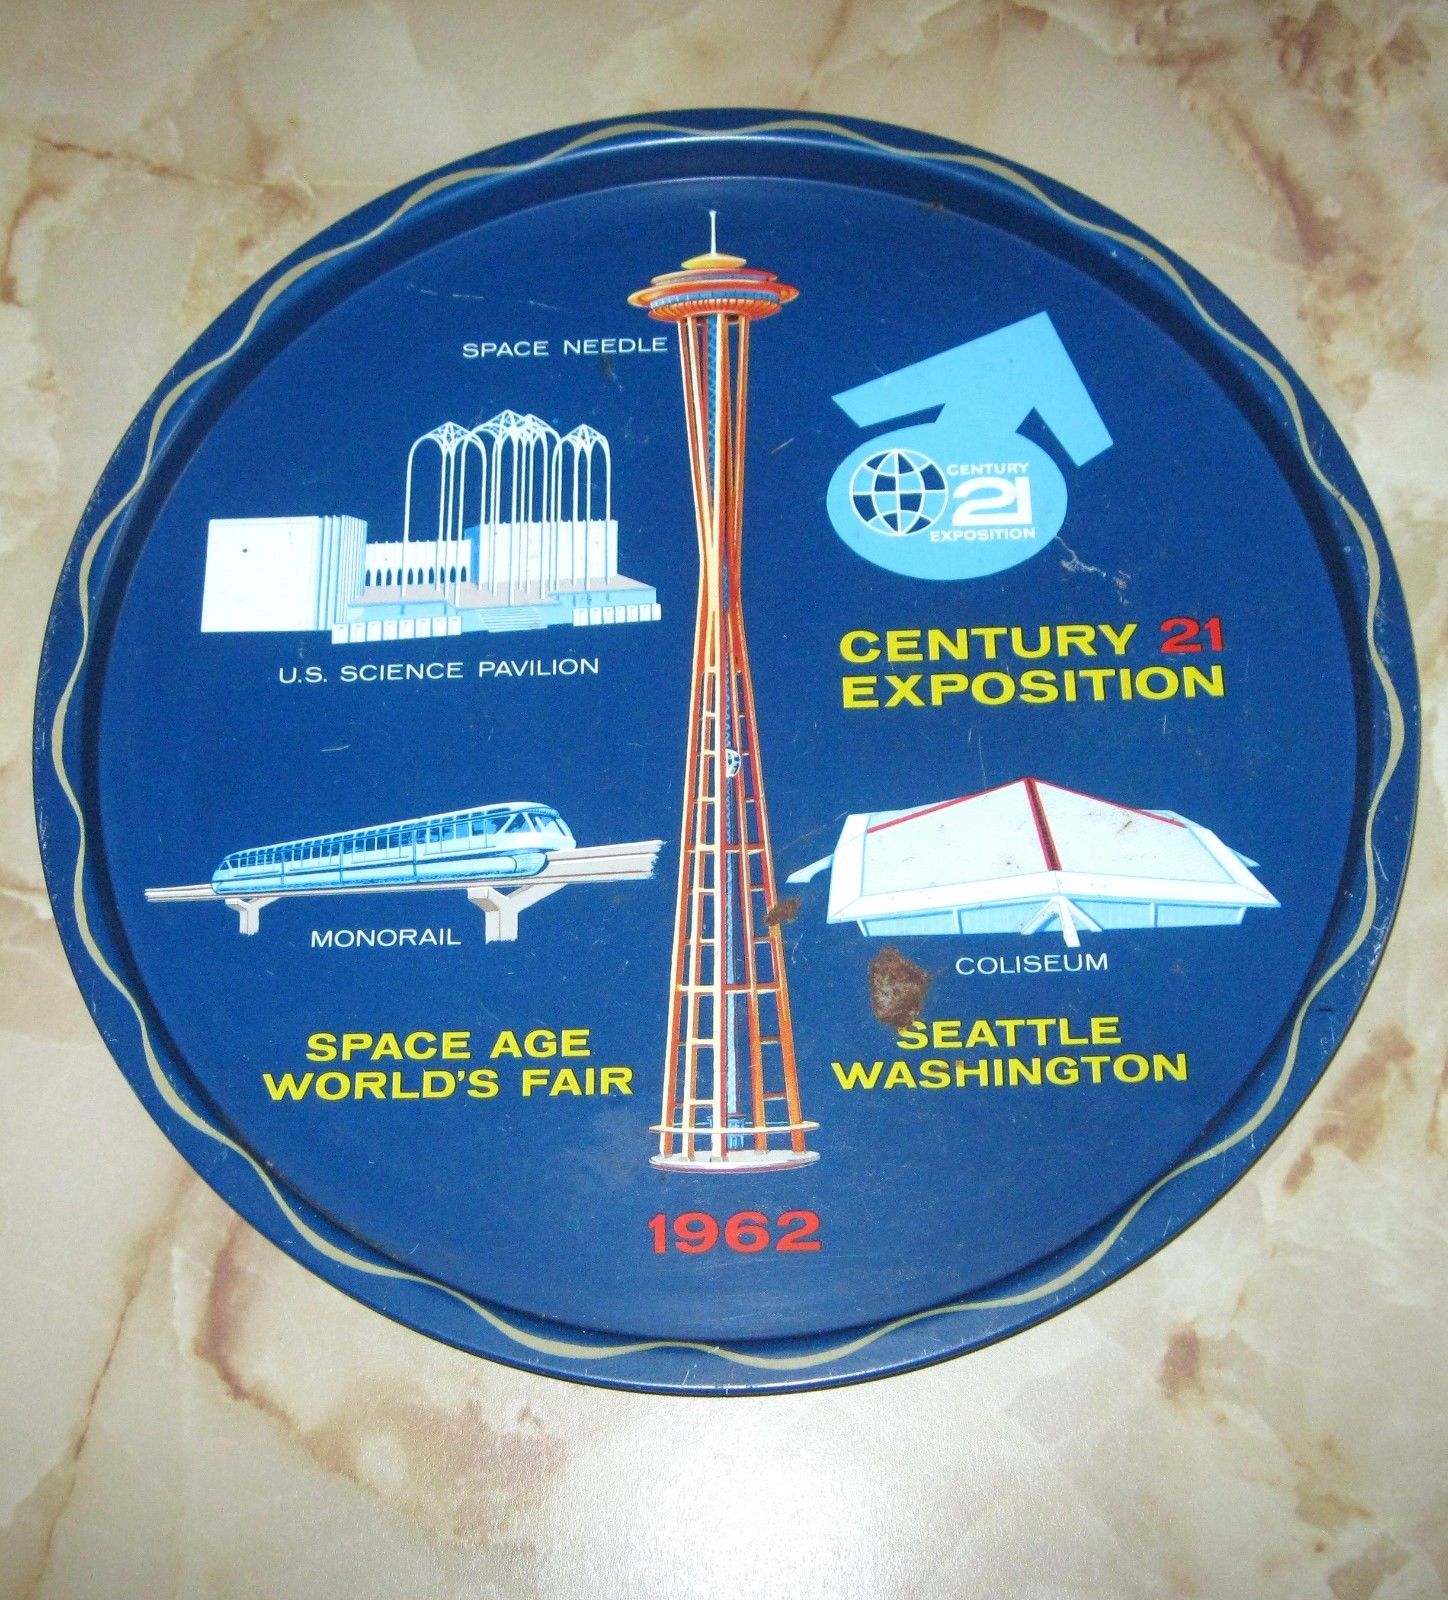 SPACE NEEDLE
CENTURY
21
EXPOSITION
U.S. SCIENCE PAVILION
CENTURY 21
EXPOSITION
MONORAIL
COLISEUM
SPACE AGE
WORLD'S FAIR
SEATTLE
WASHINGTON
1962